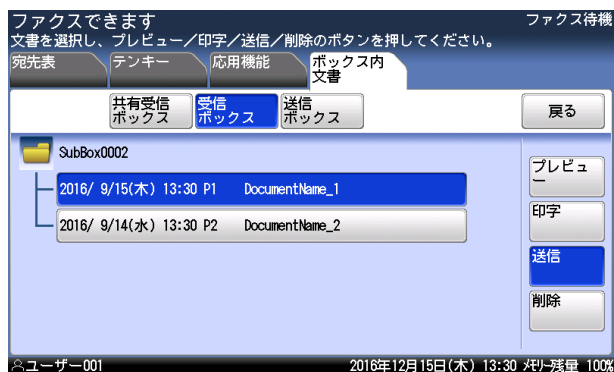 ファクスできます
ファクス待機
文書を選択し、プレビュー／印字／送信／削除のボタンを押してください。
宛先表
テンキー
応用機能
ボックス内
文書
共有受信
ボックス
受信
ボックス
送信
ボックス
戻る
SubBox0002
2016/ 9/15(木) 13:30 P1 DocumentName_1
2016/ 9/14(水) 13:30 P2 DocumentName_2
プレビュ
ー
印字
送信
削除
ユーザー001
2016年12月15日(木) 13:30 ﾒﾓﾘｰ残量 100%